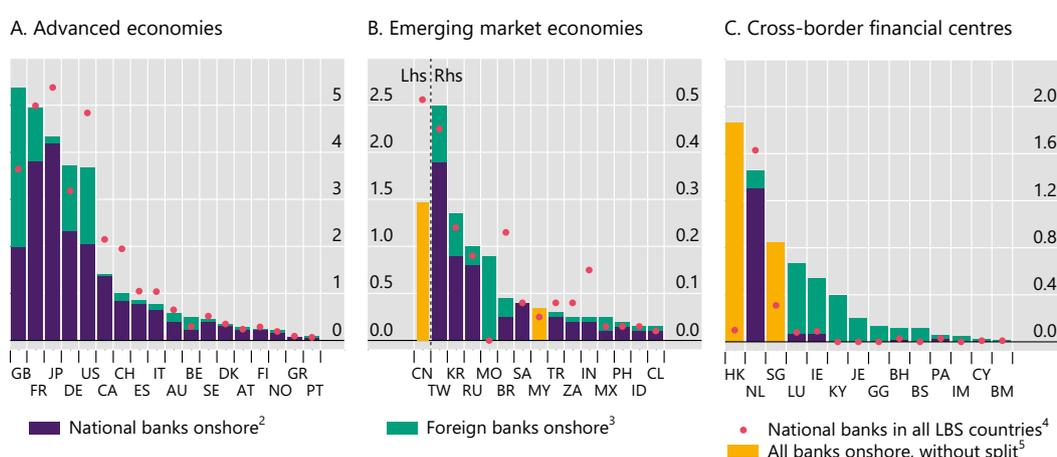 A. Advanced economies
5
4
3
2
1
0
GB JP US CH IT BE DK FI GR
FR DE CA ES AU SE AT NO PT
B. Emerging market economies
Lhs Rhs
2.5 0.5
2.0 0.4
1.5 0.3
1.0 0.2
0.5 0.1
0.0 0.0
CN KR MO SA TR IN PH CL
TW RU BR MY ZA MX ID
C. Cross-border financial centres
2.0
1.6
1.2
0.8
0.4
0.0
HK SG IE JE BH PA CY
NL LU KY GG BS IM BM
National banks onshore²
Foreign banks onshore³
National banks in all LBS countries⁴
All banks onshore, without split⁵